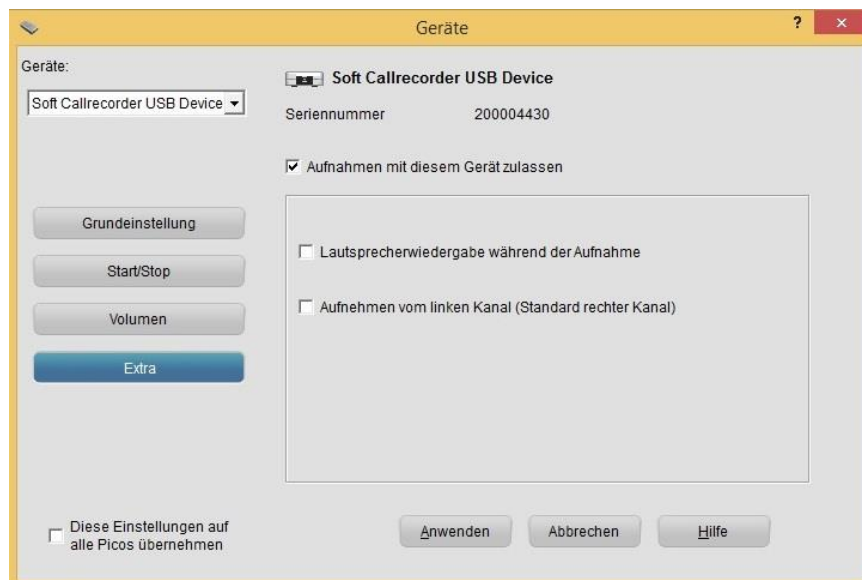 Geräte
?
x
Geräte:
Soft Callrecorder USB Device
Soft Callrecorder USB Device
Seriennummer 200004430
Aufnahmen mit diesem Gerät zulassen
Grundeinstellung
Start/Stop
Volumen
Extra
Lautsprecherwiedergabe während der Aufnahme
Aufnehmen vom linken Kanal (Standard rechter Kanal)
Diese Einstellungen auf
alle Picos übernehmen
Anwenden
Abbrechen
Hilfe